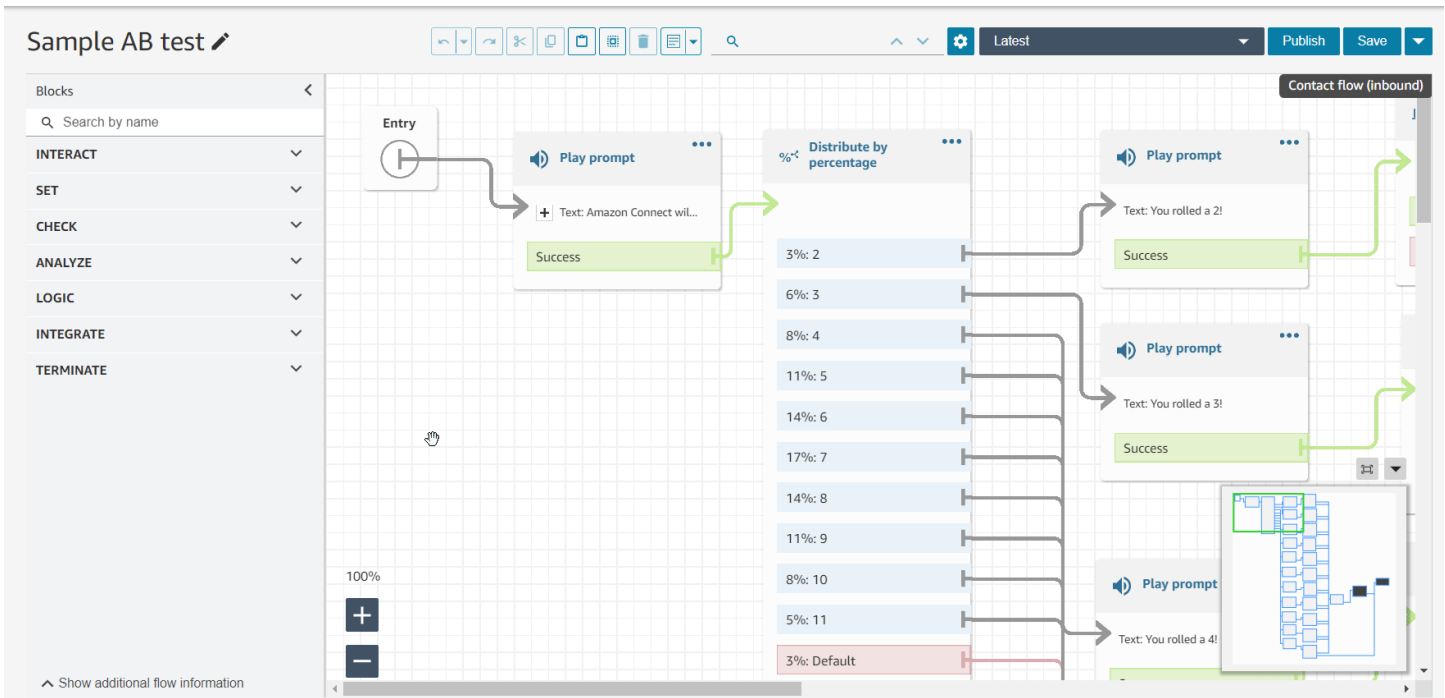 Sample AB test
Latest
Publish
Save
Contact flow (inbound)
Blocks
Search by name
INTERACT
SET
CHECK
ANALYZE
LOGIC
INTEGRATE
TERMINATE
Show additional flow information
100%
Entry
Play prompt
Text: Amazon Connect wil...
Success
Distribute by
percentage
3%: 2
6%: 3
8%: 4
11%: 5
14%: 6
17%: 7
14%: 8
11%: 9
8%: 10
5%: 11
3%: Default
Play prompt
Text: You rolled a 2!
Success
Play prompt
Text: You rolled a 3!
Success
Play prompt
Text: You rolled a 4!